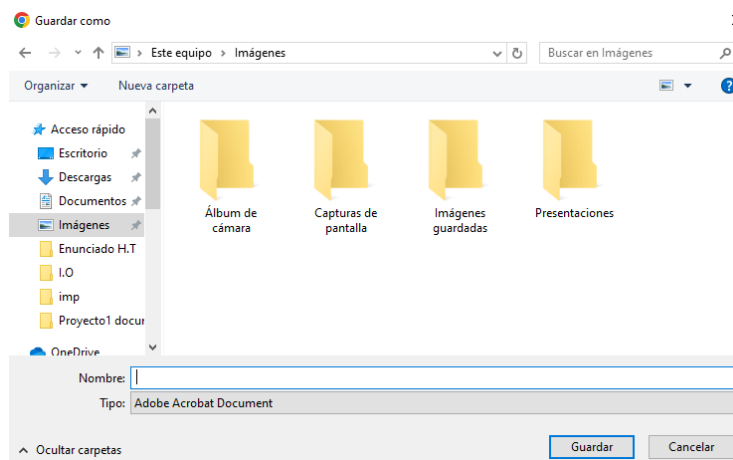 Guardar como
Este equipo > Imágenes
Buscar en Imágenes
Organizar
Nueva carpeta
?
Acceso rápido
Escritorio
Descargas
Documentos
Imágenes
Enunciado H.T
I.O
imp
Proyecto1 docur
OneDrive
Álbum de
cámara
Capturas de
pantalla
Imágenes
guardadas
Presentaciones
Nombre:
Tipo: Adobe Acrobat Document
Ocultar carpetas
Guardar
Cancelar